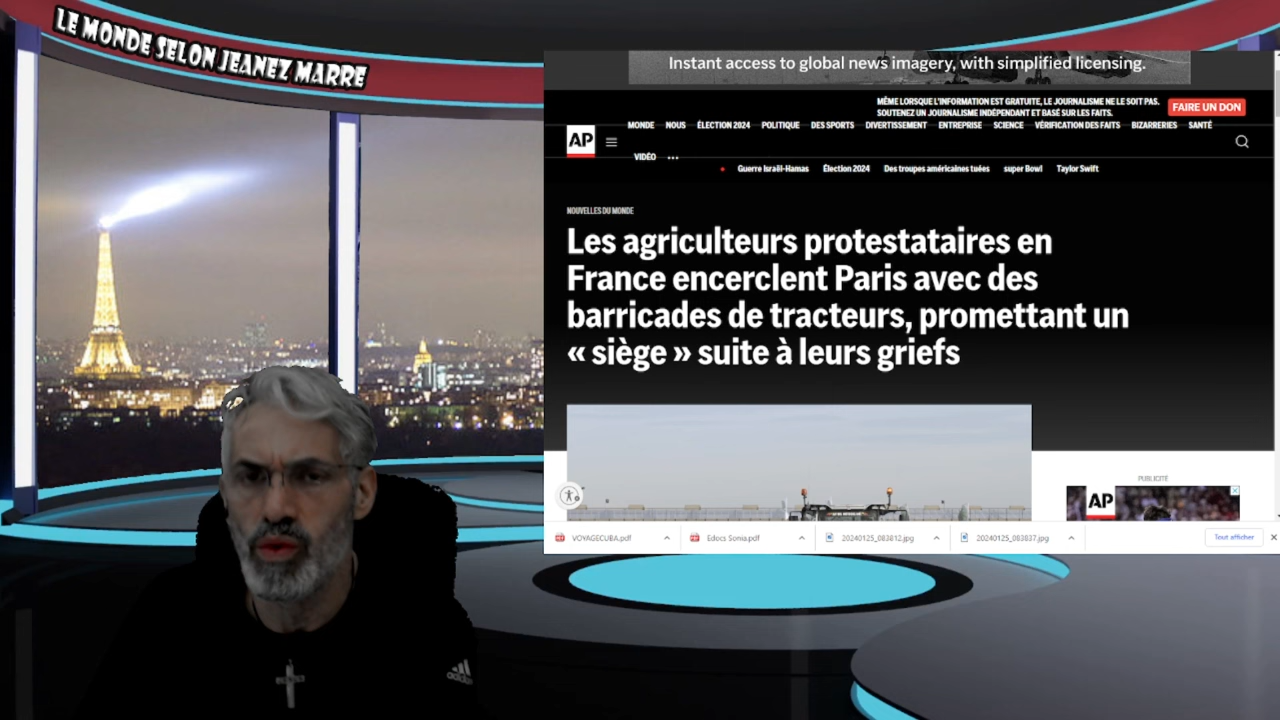 LE MONDE SELON JEANEZ MARRE
Instant access to global news imagery, with simplified licensing.
MÊME LORSQUE L'INFORMATION EST GRATUITE, LE JOURNALISME NE LE SOIT PAS.
SOUTENEZ UN JOURNALISME INDÉPENDANT ET BASÉ SUR LES FAITS.
FAIRE UN DON
AP
MONDE NOUS ÉLECTION 2024 POLITIQUE DES SPORTS DIVERTISSEMENT ENTREPRISE SCIENCE VÉRIFICATION DES FAITS BIZARRERIES SANTÉ
VIDÉO ...
Guerre Israël-Hamas Élection 2024 Des troupes américaines tuées super Bowl Taylor Swift
NOUVELLES DU MONDE
Les agriculteurs protestataires en
France encerclent Paris avec des
barricades de tracteurs, promettant un
« siège » suite à leurs griefs
PUBLICITÉ
AP
VOYAGECUBA.pdf Edocs Sonia.pdf 20240125_083812.jpg 20240125_083837.jpg Tout afficher
adidas